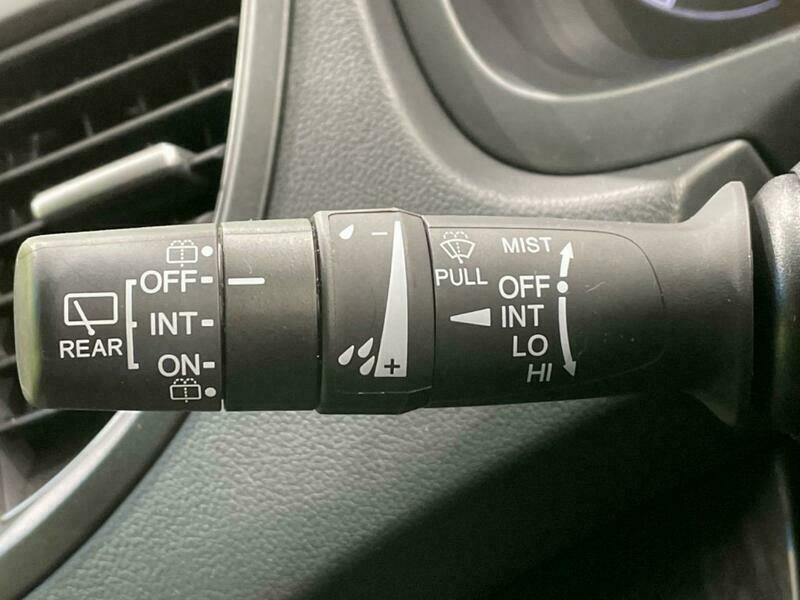 OFF
INT
ON
REAR
-
+
PULL
MIST
OFF
INT
LO
HI